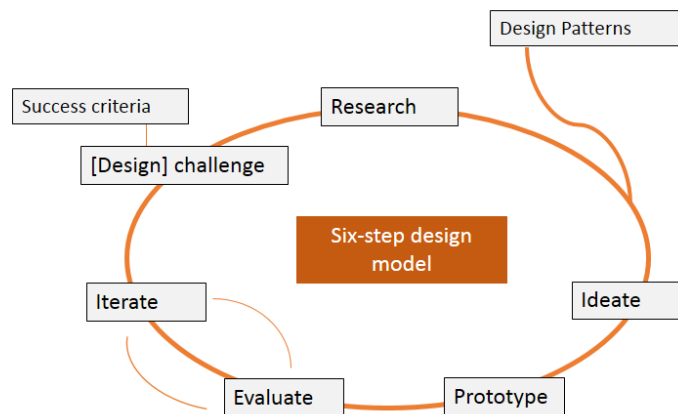 Design Patterns
Success criteria
Research
[Design] challenge
Six-step design
model
Iterate
Ideate
Evaluate
Prototype